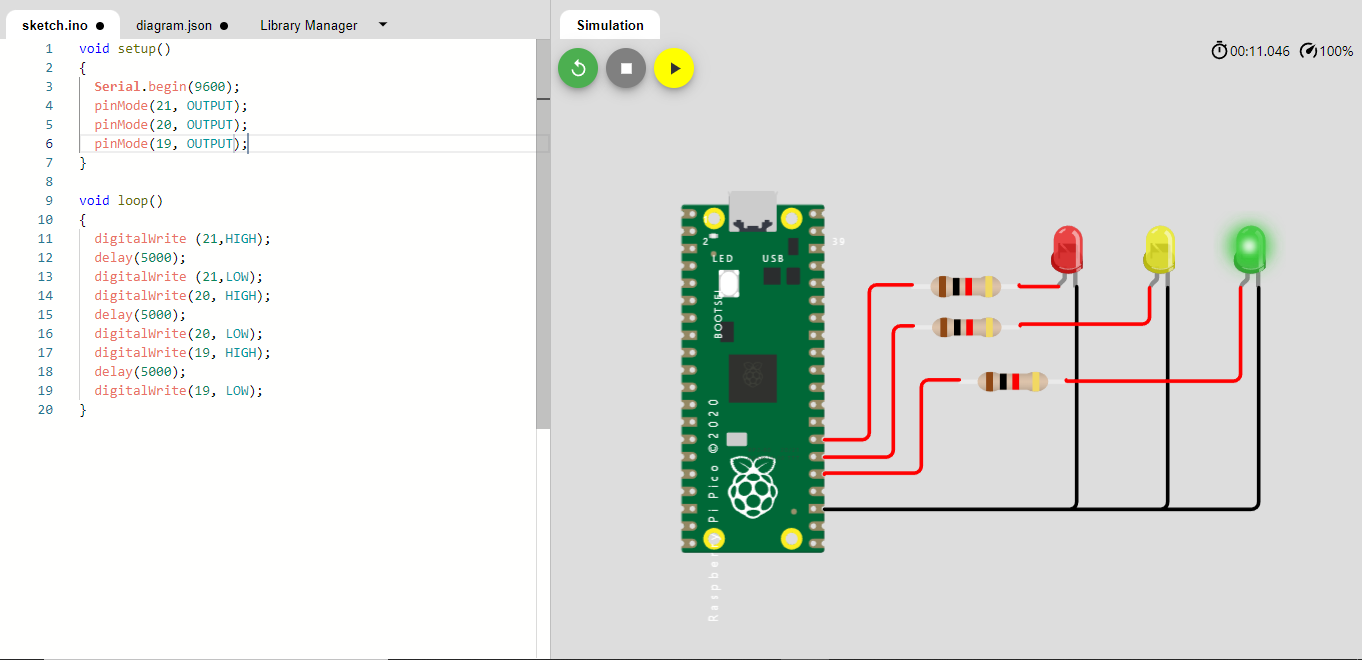 sketch.ino ● diagram.json ● Library Manager
1 void setup()
2 {
3 Serial.begin(9600);
4 pinMode(21, OUTPUT);
5 pinMode(20, OUTPUT);
6 pinMode(19, OUTPUT);
7 }
8
9 void loop()
10 {
11 digitalWrite (21,HIGH);
12 delay(5000);
13 digitalWrite (21,LOW);
14 digitalWrite(20, HIGH);
15 delay(5000);
16 digitalWrite(20, LOW);
17 digitalWrite(19, HIGH);
18 delay(5000);
19 digitalWrite(19, LOW);
20 }
Simulation
00:11.046 100%
2
39
LED USB
BOOTSEL
Raspberry Pi Pico ©2020